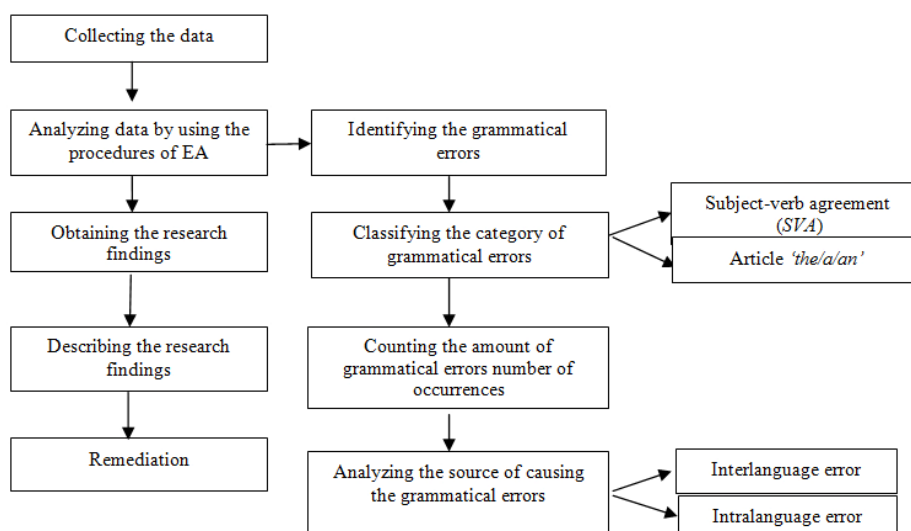 Collecting the data
Analyzing data by using the
procedures of EA
Identifying the grammatical
errors
Obtaining the research
findings
Classifying the category of
grammatical errors
Subject-verb agreement
(SVA)
Article ‘the/a/an’
Describing the research
findings
Counting the amount of
grammatical errors number of
occurrences
Remediation
Analyzing the source of causing
the grammatical errors
Interlanguage error
Intralanguage error